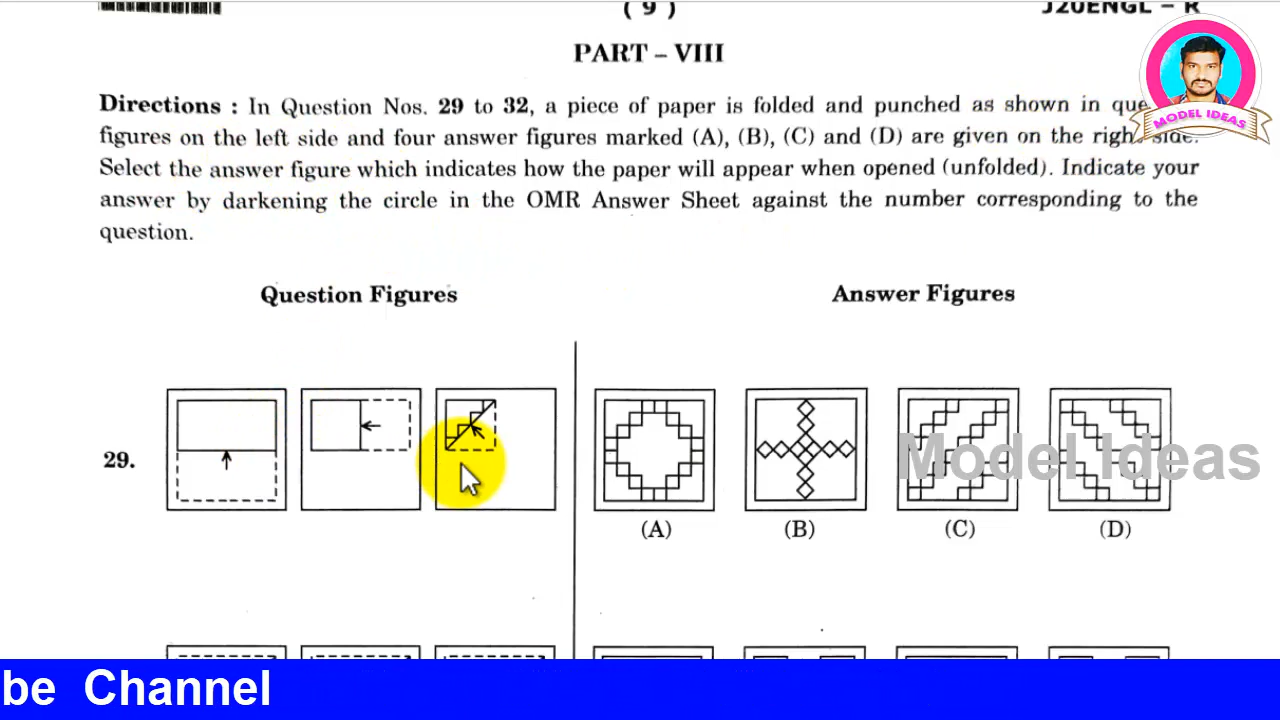 ( 9 )
J20ENGL – R
PART – VIII
MODEL IDEAS
Directions : In Question Nos. 29 to 32, a piece of paper is folded and punched as shown in que
figures on the left side and four answer figures marked (A), (B), (C) and (D) are given on the right side.
Select the answer figure which indicates how the paper will appear when opened (unfolded). Indicate your
answer by darkening the circle in the OMR Answer Sheet against the number corresponding to the
question.
Question Figures
Answer Figures
29.
Model Ideas
(A)
(B)
(C)
(D)
be Channel